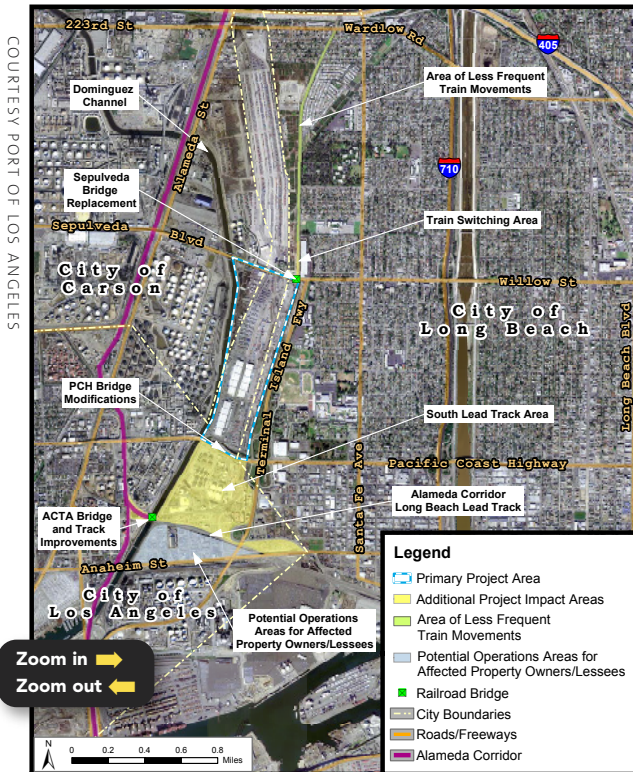 COURTESY PORT OF LOS ANGELES
223rd St
Wardlow Rd
405
Dominguez
Channel
Area of Less Frequent
Train Movements
Alameda St
710
Sepulveda
Bridge
Replacement
Train Switching Area
Sepulveda Blvd
City of
Carson
Willow St
City of
Long Beach
Long Beach Blvd
Terminal Island Fwy
PCH Bridge
Modifications
South Lead Track Area
Santa Fe Ave
Pacific Coast Highway
Alameda Corridor
Long Beach Lead Track
ACTA Bridge
and Track
Improvements
Anaheim St
City of
Los Angeles
Potential Operations
Areas for Affected
Property Owners/Lessees
Zoom in
Zoom out
N
0 0.2 0.4 0.6 0.8
Miles
Legend
Primary Project Area
Additional Project Impact Areas
Area of Less Frequent
Train Movements
Potential Operations Areas for
Affected Property Owners/Lessees
Railroad Bridge
City Boundaries
Roads/Freeways
Alameda Corridor